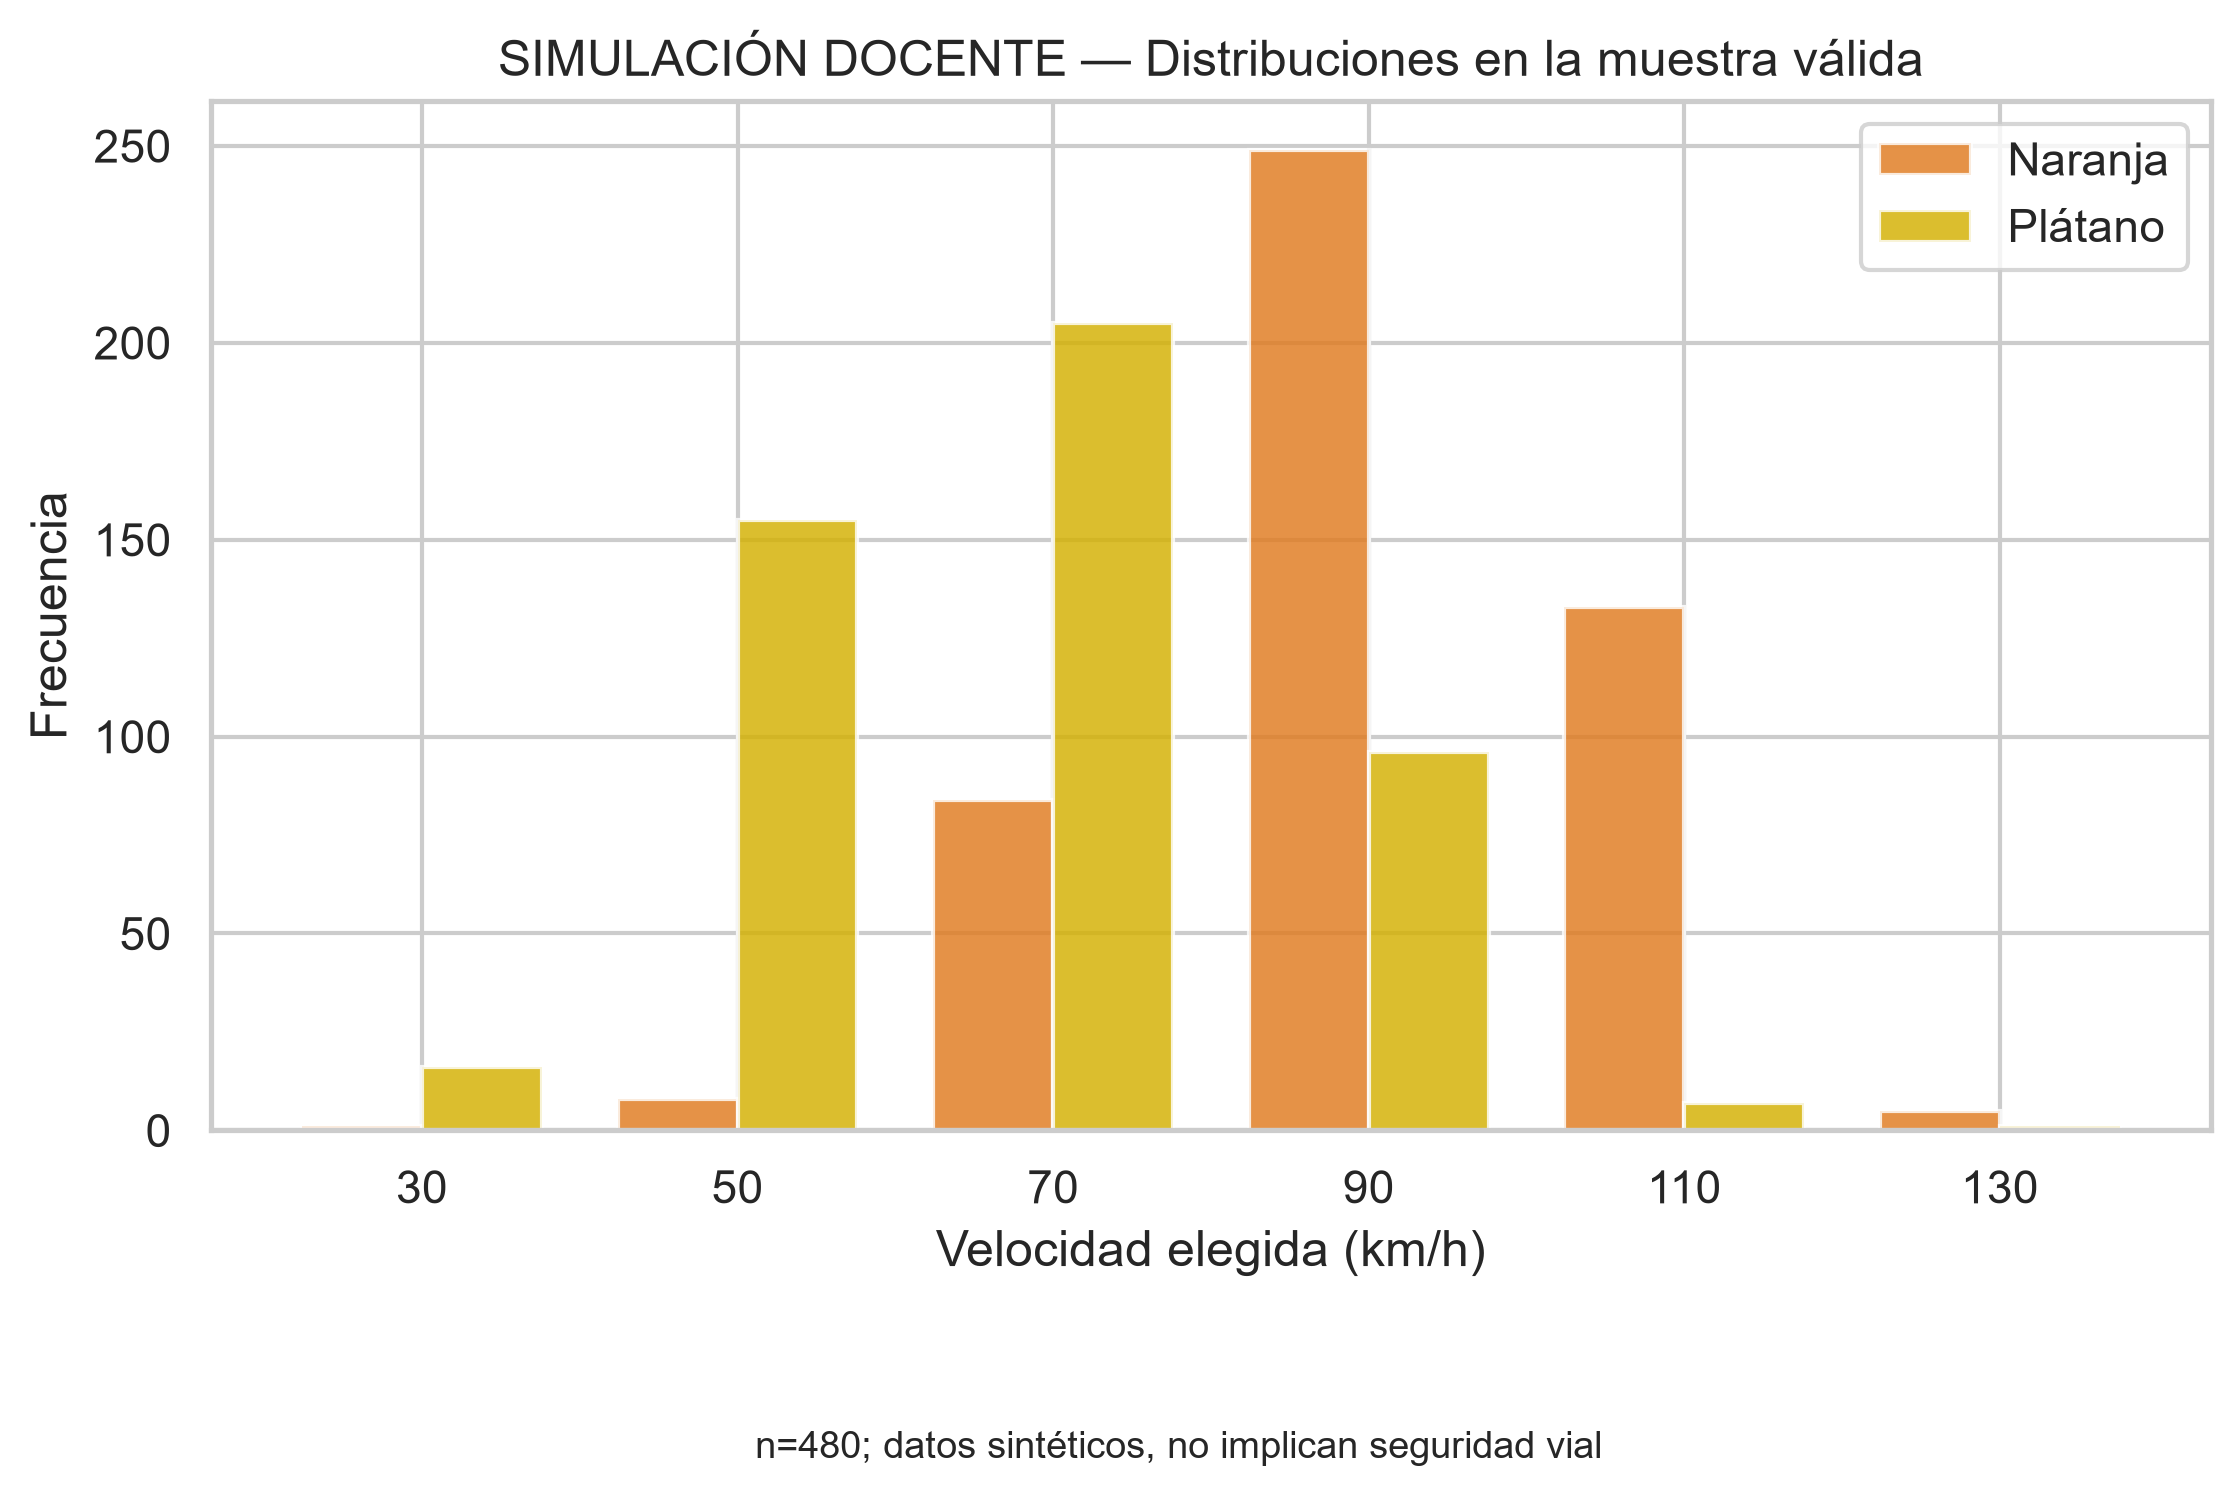 SIMULACIÓN DOCENTE — Distribuciones en la muestra válida
250
200
150
100
50
0
Frecuencia
Naranja
Plátano
30 50 70 90 110 130
Velocidad elegida (km/h)
n=480; datos sintéticos, no implican seguridad vial